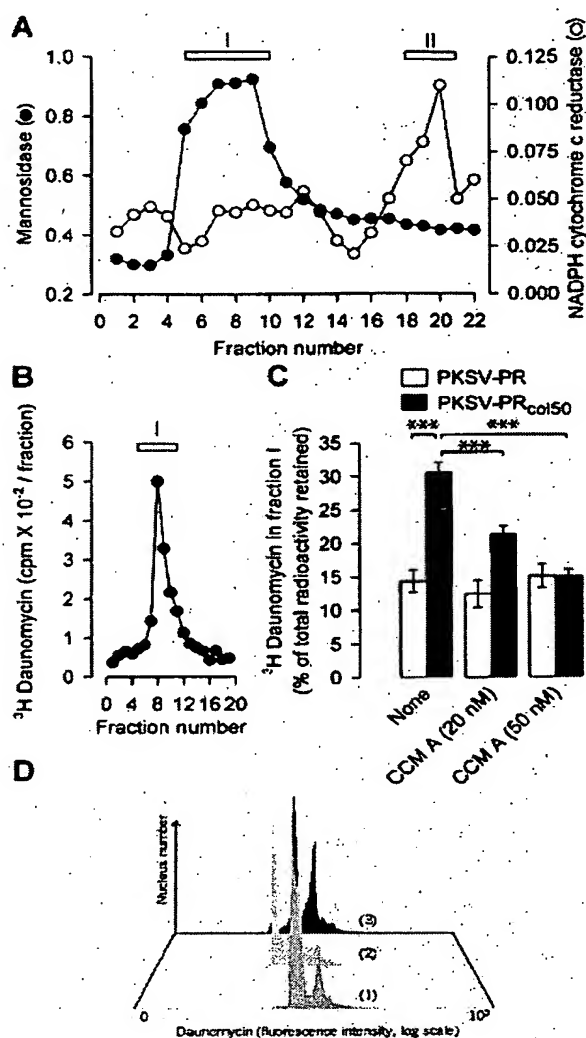 A
I
II
Mannosidase (●)
1.0
0.8
0.6
0.4
0.2
0.125
0.100
0.075
0.050
0.025
0.000
NADPH cytochrome c reductase (○)
0 2 4 6 8 10 12 14 16 18 20 22
Fraction number
B
I
³H Daunomycin (cpm X 10⁻² / fraction)
6
5
4
3
2
1
0
0 4 8 12 16 20
Fraction number
C
PKSV-PR
PKSV-PRcol50
***
***
***
³H Daunomycin in fraction I
(% of total radioactivity retained)
35
30
25
20
15
10
5
0
None
CCM A (20 nM)
CCM A (50 nM)
D
Nucleus number
(3)
(2)
(1)
0
10³
Daunomycin (fluorescence intensity, log scale)